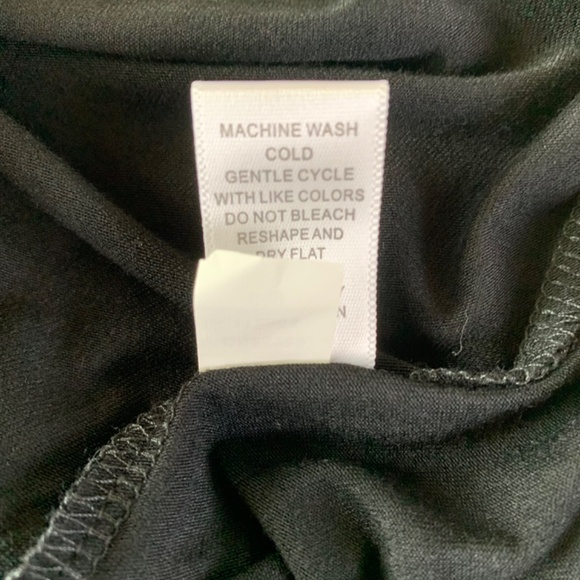 MACHINE WASH
COLD
GENTLE CYCLE
WITH LIKE COLORS
DO NOT BLEACH
RESHAPE AND
DRY FLAT